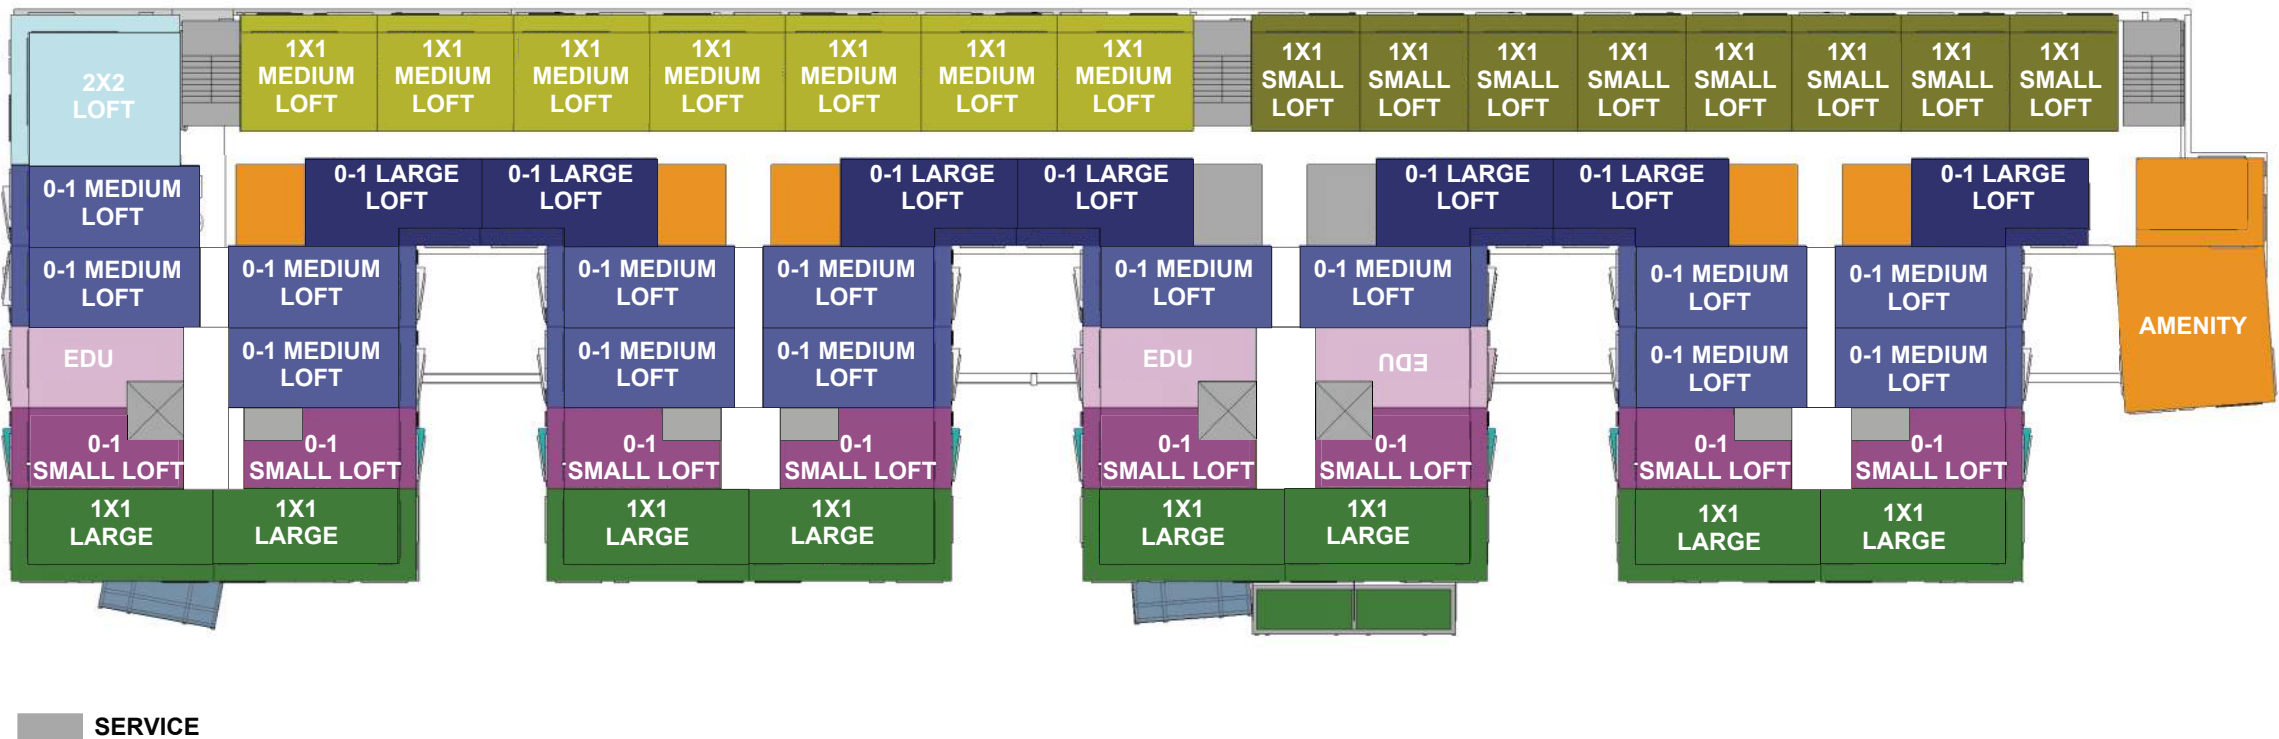 2X2
LOFT
1X1
MEDIUM
LOFT
1X1
MEDIUM
LOFT
1X1
MEDIUM
LOFT
1X1
MEDIUM
LOFT
1X1
MEDIUM
LOFT
1X1
MEDIUM
LOFT
1X1
MEDIUM
LOFT
1X1
SMALL
LOFT
1X1
SMALL
LOFT
1X1
SMALL
LOFT
1X1
SMALL
LOFT
1X1
SMALL
LOFT
1X1
SMALL
LOFT
1X1
SMALL
LOFT
1X1
SMALL
LOFT
0-1 MEDIUM
LOFT
0-1 LARGE
LOFT
0-1 LARGE
LOFT
0-1 LARGE
LOFT
0-1 LARGE
LOFT
0-1 LARGE
LOFT
0-1 LARGE
LOFT
0-1 LARGE
LOFT
0-1 MEDIUM
LOFT
0-1 MEDIUM
LOFT
0-1 MEDIUM
LOFT
0-1 MEDIUM
LOFT
0-1 MEDIUM
LOFT
0-1 MEDIUM
LOFT
0-1 MEDIUM
LOFT
0-1 MEDIUM
LOFT
AMENITY
EDU
0-1 MEDIUM
LOFT
0-1 MEDIUM
LOFT
0-1 MEDIUM
LOFT
EDU
EDU
0-1 MEDIUM
LOFT
0-1 MEDIUM
LOFT
0-1
SMALL LOFT
0-1
SMALL LOFT
0-1
SMALL LOFT
0-1
SMALL LOFT
0-1
SMALL LOFT
0-1
SMALL LOFT
0-1
SMALL LOFT
0-1
SMALL LOFT
1X1
LARGE
1X1
LARGE
1X1
LARGE
1X1
LARGE
1X1
LARGE
1X1
LARGE
1X1
LARGE
1X1
LARGE
SERVICE